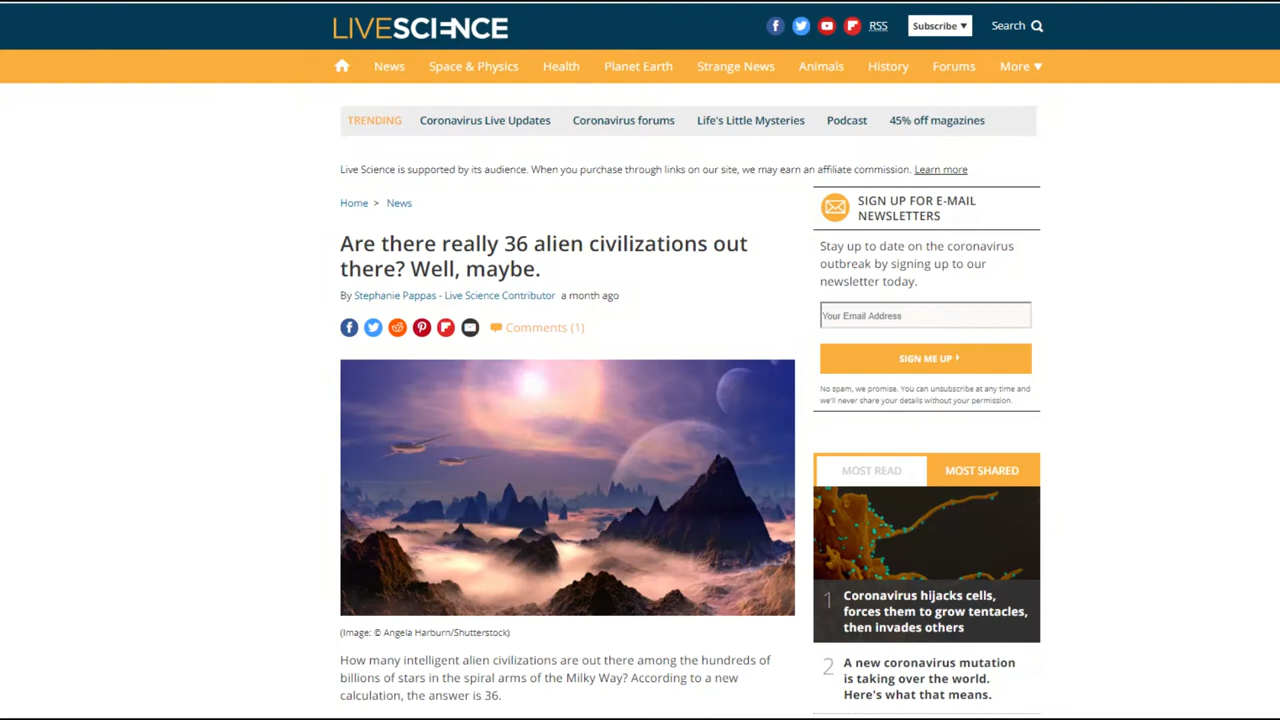 LIVESCIENCE
RSS
Subscribe ▼
Search
News
Space & Physics
Health
Planet Earth
Strange News
Animals
History
Forums
More ▼
TRENDING
Coronavirus Live Updates
Coronavirus forums
Life's Little Mysteries
Podcast
45% off magazines
Live Science is supported by its audience. When you purchase through links on our site, we may earn an affiliate commission. Learn more
Home > News
Are there really 36 alien civilizations out
there? Well, maybe.
By Stephanie Pappas - Live Science Contributor a month ago
Comments (1)
(Image: © Angela Harburn/Shutterstock)
How many intelligent alien civilizations are out there among the hundreds of
billions of stars in the spiral arms of the Milky Way? According to a new
calculation, the answer is 36.
SIGN UP FOR E-MAIL
NEWSLETTERS
Stay up to date on the coronavirus
outbreak by signing up to our
newsletter today.
Your Email Address
SIGN ME UP
No spam, we promise. You can unsubscribe at any time and
we'll never share your details without your permission.
MOST READ
MOST SHARED
1
Coronavirus hijacks cells,
forces them to grow tentacles,
then invades others
2
A new coronavirus mutation
is taking over the world.
Here's what that means.